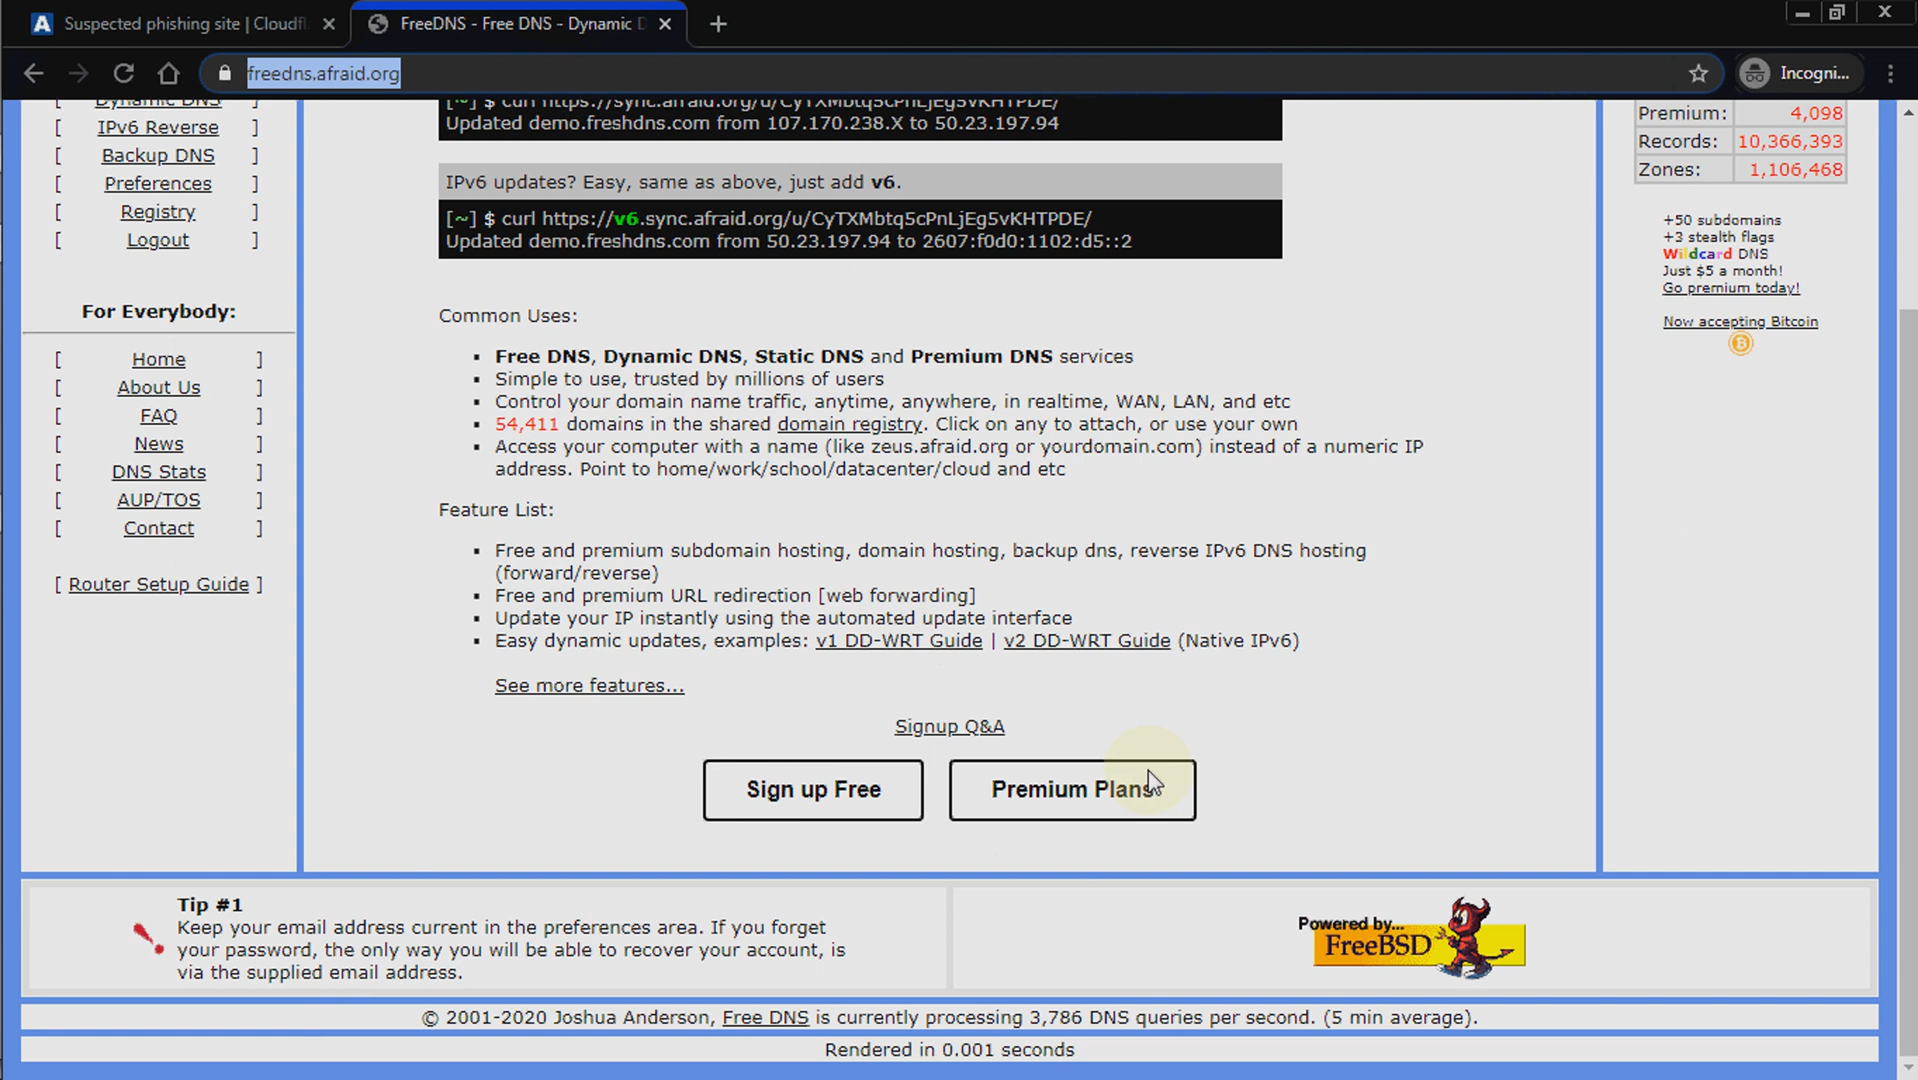 Suspected phishing site | Cloudfl
FreeDNS - Free DNS - Dynamic D
freedns.afraid.org
Incogni...
[ Dynamic DNS ]
[ IPv6 Reverse ]
[ Backup DNS ]
[ Preferences ]
[ Registry ]
[ Logout ]
For Everybody:
[ Home ]
[ About Us ]
[ FAQ ]
[ News ]
[ DNS Stats ]
[ AUP/TOS ]
[ Contact ]
[ Router Setup Guide ]
[~] $ curl https://sync.afraid.org/u/CyTXMbtq5cPnLjEg5vKHTPDE/
Updated demo.freshdns.com from 107.170.238.X to 50.23.197.94
IPv6 updates? Easy, same as above, just add v6.
[~] $ curl https://v6.sync.afraid.org/u/CyTXMbtq5cPnLjEg5vKHTPDE/
Updated demo.freshdns.com from 50.23.197.94 to 2607:f0d0:1102:d5::2
Common Uses:
Free DNS, Dynamic DNS, Static DNS and Premium DNS services
Simple to use, trusted by millions of users
Control your domain name traffic, anytime, anywhere, in realtime, WAN, LAN, and etc
54,411 domains in the shared domain registry. Click on any to attach, or use your own
Access your computer with a name (like zeus.afraid.org or yourdomain.com) instead of a numeric IP
address. Point to home/work/school/datacenter/cloud and etc
Feature List:
Free and premium subdomain hosting, domain hosting, backup dns, reverse IPv6 DNS hosting
(forward/reverse)
Free and premium URL redirection [web forwarding]
Update your IP instantly using the automated update interface
Easy dynamic updates, examples: v1 DD-WRT Guide | v2 DD-WRT Guide (Native IPv6)
See more features...
Signup Q&A
Sign up Free
Premium Plans
Premium: 4,098
Records: 10,366,393
Zones: 1,106,468
+50 subdomains
+3 stealth flags
Wildcard DNS
Just $5 a month!
Go premium today!
Now accepting Bitcoin
Tip #1
Keep your email address current in the preferences area. If you forget
your password, the only way you will be able to recover your account, is
via the supplied email address.
Powered by...
FreeBSD
© 2001-2020 Joshua Anderson, Free DNS is currently processing 3,786 DNS queries per second. (5 min average).
Rendered in 0.001 seconds